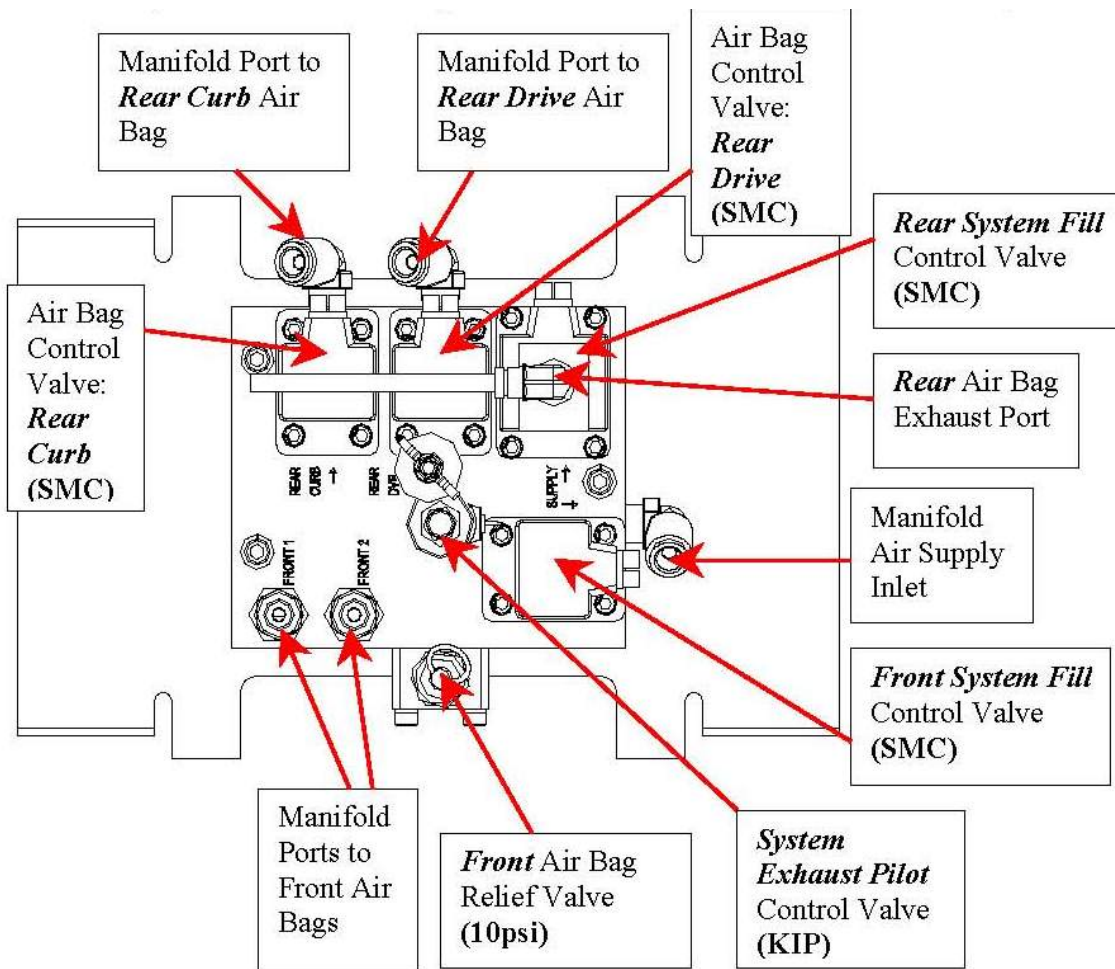 Manifold Port to
Rear Curb Air
Bag
Manifold Port to
Rear Drive Air
Bag
Air Bag
Control
Valve:
Rear
Drive
(SMC)
Rear System Fill
Control Valve
(SMC)
Air Bag
Control
Valve:
Rear
Curb
(SMC)
Rear Air Bag
Exhaust Port
REAR
CURB
REAR
SUPPLY
Manifold
Air Supply
Inlet
FRONT 1
FRONT 2
Front System Fill
Control Valve
(SMC)
Manifold
Ports to
Front Air
Bags
Front Air Bag
Relief Valve
(10psi)
System
Exhaust Pilot
Control Valve
(KIP)